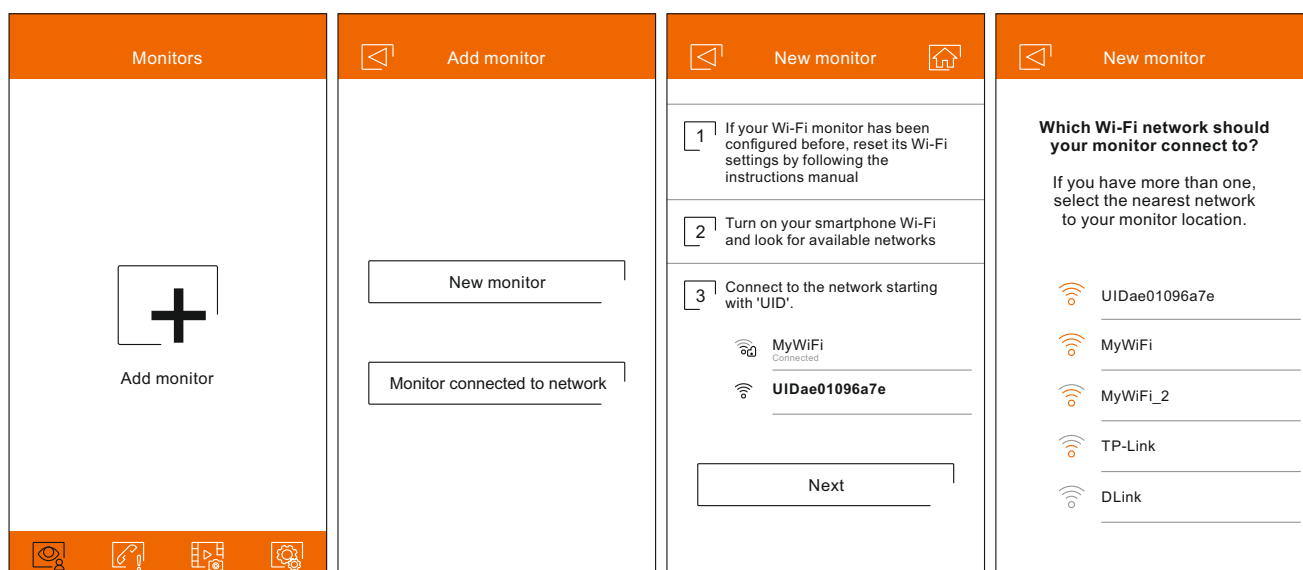 Monitors
Add monitor
Add monitor
New monitor
Monitor connected to network
New monitor
1
If your Wi-Fi monitor has been
configured before, reset its Wi-Fi
settings by following the
instructions manual
2
Turn on your smartphone Wi-Fi
and look for available networks
3
Connect to the network starting
with 'UID'.
MyWiFi
Connected
UIDae01096a7e
Next
New monitor
Which Wi-Fi network should
your monitor connect to?
If you have more than one,
select the nearest network
to your monitor location.
UIDae01096a7e
MyWiFi
MyWiFi_2
TP-Link
DLink